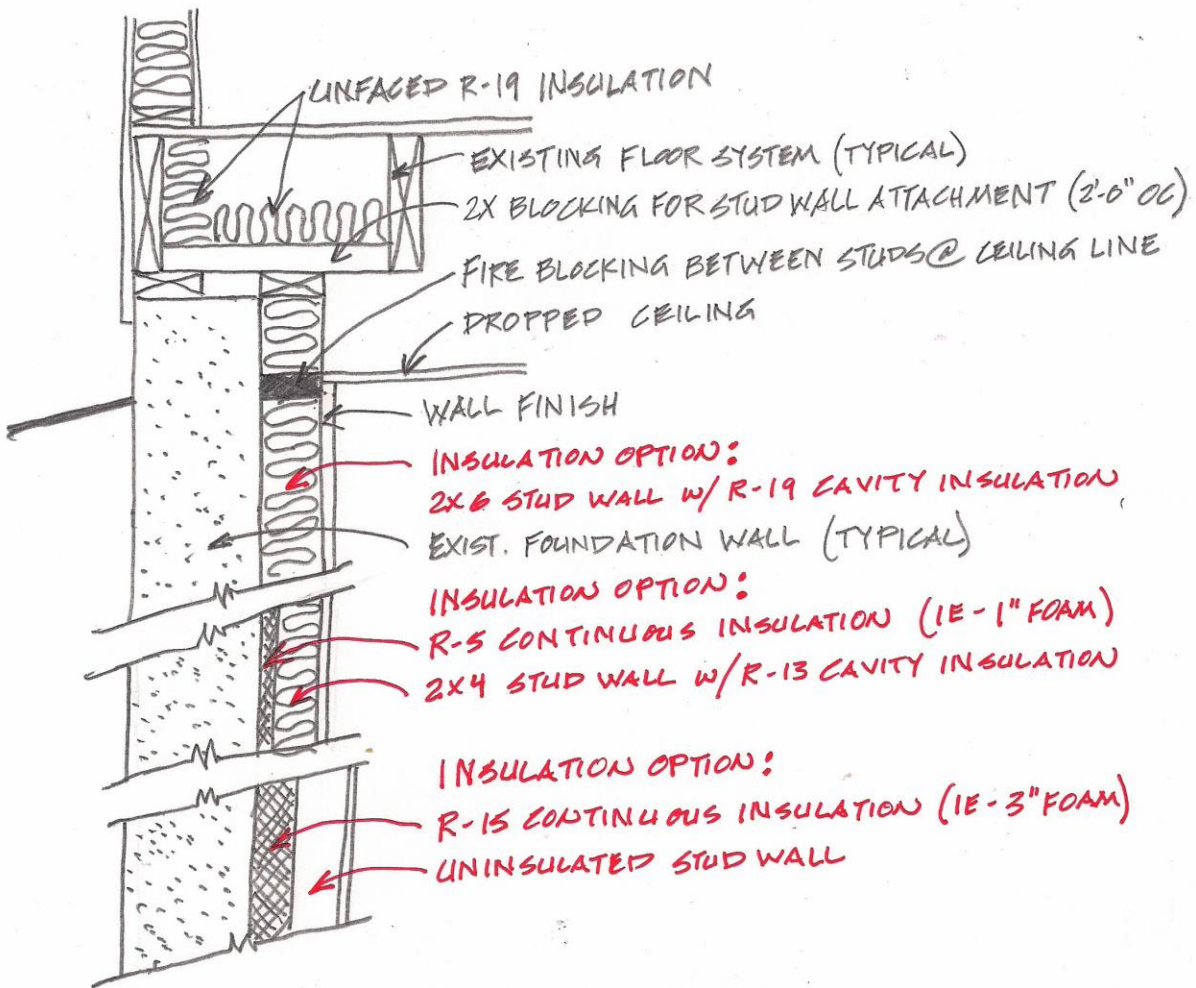 UNFACED R-19 INSULATION
EXISTING FLOOR SYSTEM (TYPICAL)
2X BLOCKING FOR STUD WALL ATTACHMENT (2'-0" OC)
FIRE BLOCKING BETWEEN STUDS @ CEILING LINE
DROPPED CEILING
WALL FINISH
INSULATION OPTION:
2X6 STUD WALL W/ R-19 CAVITY INSULATION
EXIST. FOUNDATION WALL (TYPICAL)
INSULATION OPTION:
R-5 CONTINUOUS INSULATION (IE - 1" FOAM)
2X4 STUD WALL W/ R-13 CAVITY INSULATION
INSULATION OPTION:
R-15 CONTINUOUS INSULATION (IE - 3" FOAM)
UNINSULATED STUD WALL